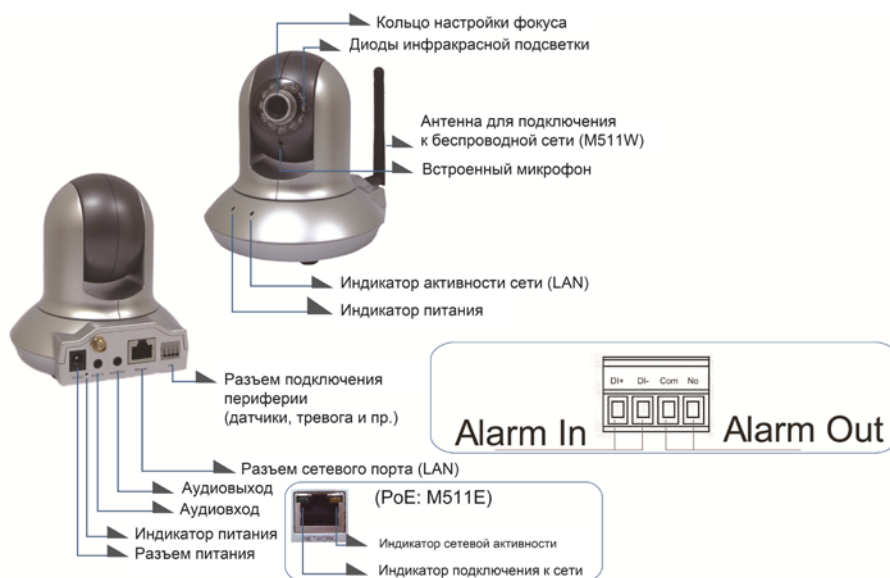 Кольцо настройки фокуса
Диоды инфракрасной подсветки
Антенна для подключения
к беспроводной сети (M511W)
Встроенный микрофон
Индикатор активности сети (LAN)
Индикатор питания
Разъем подключения
периферии
(датчики, тревога и пр.)
DI+ DI- Com No
Alarm In Alarm Out
Разъем сетевого порта (LAN)
Аудиовыход
Аудиовход
Индикатор питания
Разъем питания
(PoE: M511E)
NETWORK
Индикатор сетевой активности
Индикатор подключения к сети